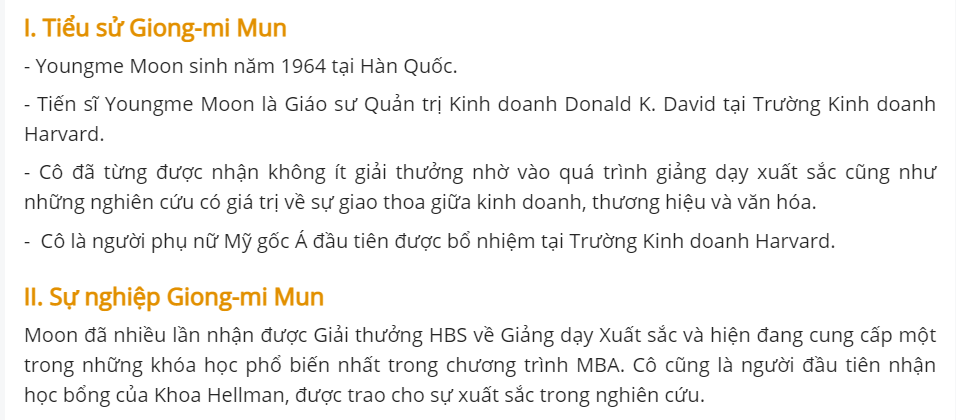 I. Tiểu sử Giong-mi Mun
- Youngme Moon sinh năm 1964 tại Hàn Quốc.
- Tiến sĩ Youngme Moon là Giáo sư Quản trị Kinh doanh Donald K. David tại Trường Kinh doanh
Harvard.
- Cô đã từng được nhận không ít giải thưởng nhờ vào quá trình giảng dạy xuất sắc cũng như
những nghiên cứu có giá trị về sự giao thoa giữa kinh doanh, thương hiệu và văn hóa.
- Cô là người phụ nữ Mỹ gốc Á đầu tiên được bổ nhiệm tại Trường Kinh doanh Harvard.
II. Sự nghiệp Giong-mi Mun
Moon đã nhiều lần nhận được Giải thưởng HBS về Giảng dạy Xuất sắc và hiện đang cung cấp một
trong những khóa học phổ biến nhất trong chương trình MBA. Cô cũng là người đầu tiên nhận
học bổng của Khoa Hellman, được trao cho sự xuất sắc trong nghiên cứu.